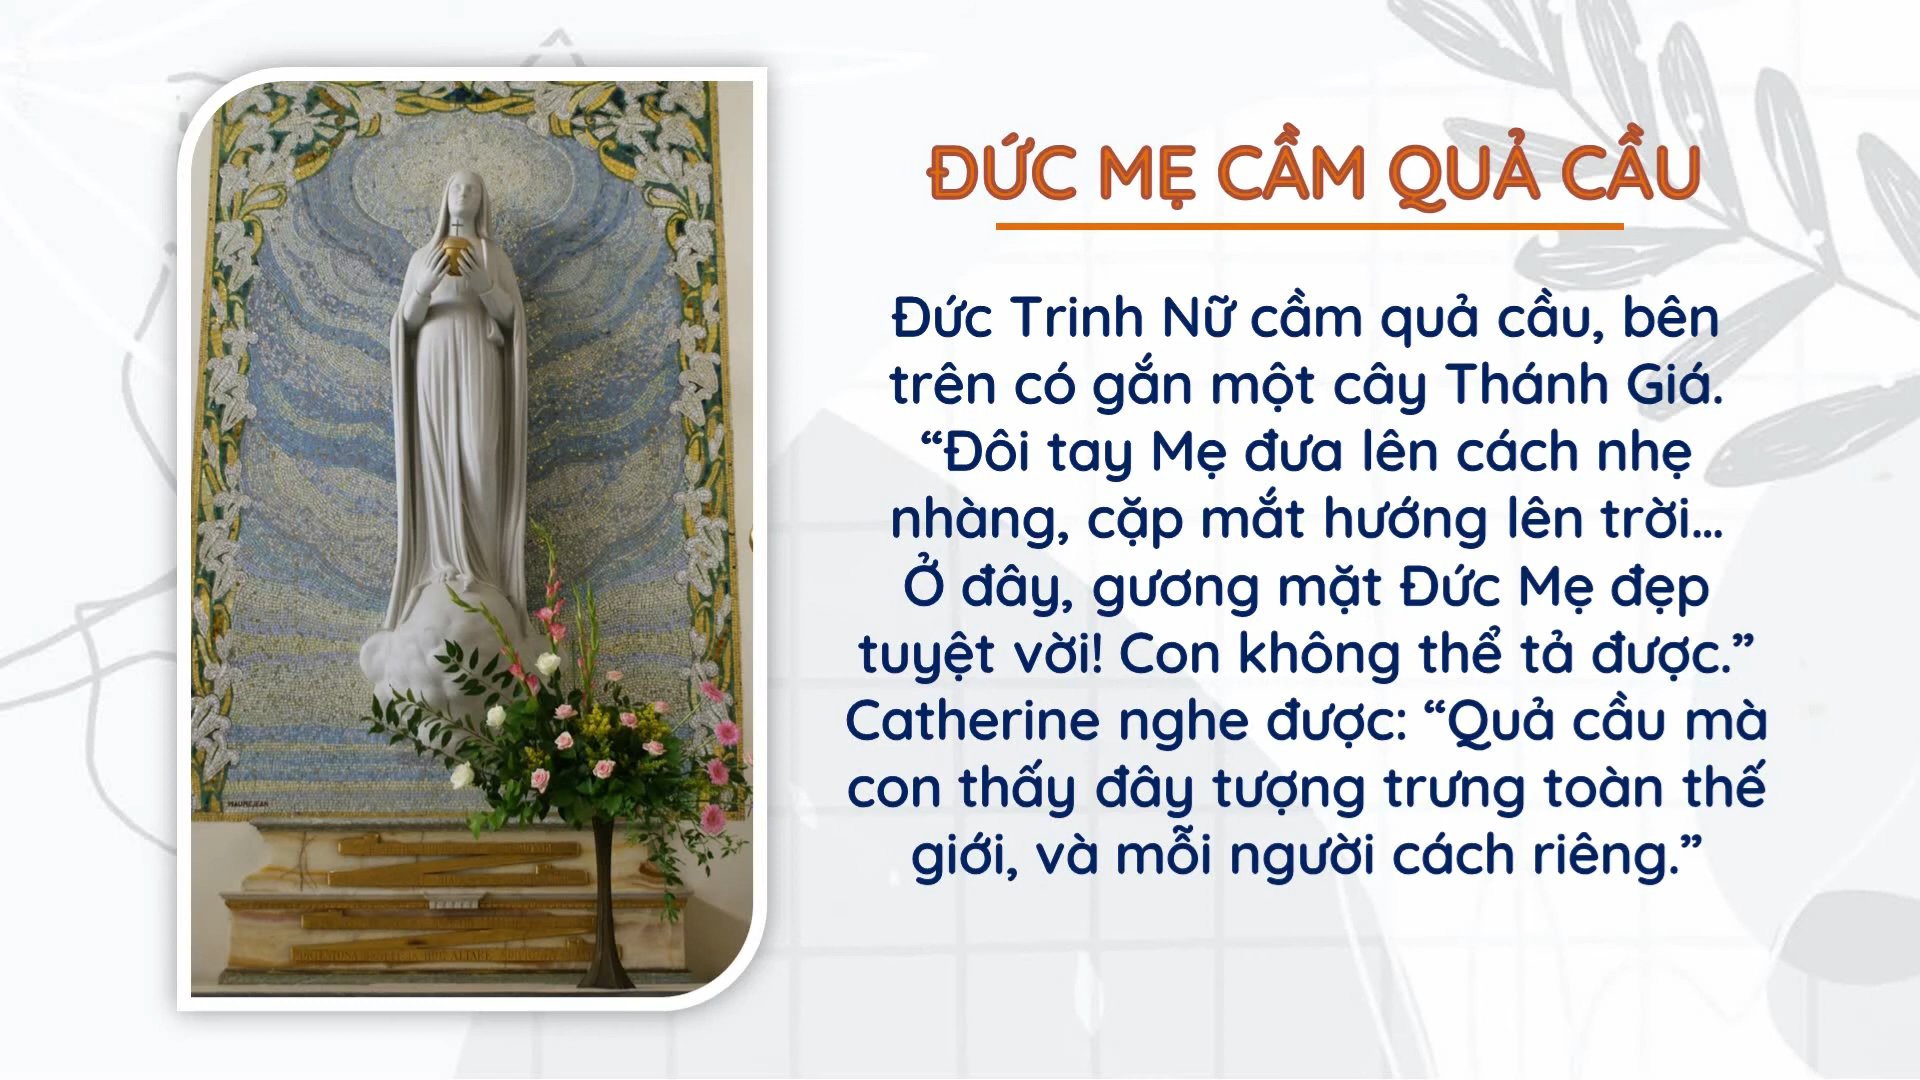 ĐỨC MẸ CẦM QUẢ CẦU
Đức Trinh Nữ cầm quả cầu, bên
trên có gắn một cây Thánh Giá.
“Đôi tay Mẹ đưa lên cách nhẹ
nhàng, cặp mắt hướng lên trời...
Ở đây, gương mặt Đức Mẹ đẹp
tuyệt vời! Con không thể tả được.”
Catherine nghe được: “Quả cầu mà
con thấy đây tượng trưng toàn thế
giới, và mỗi người cách riêng.”